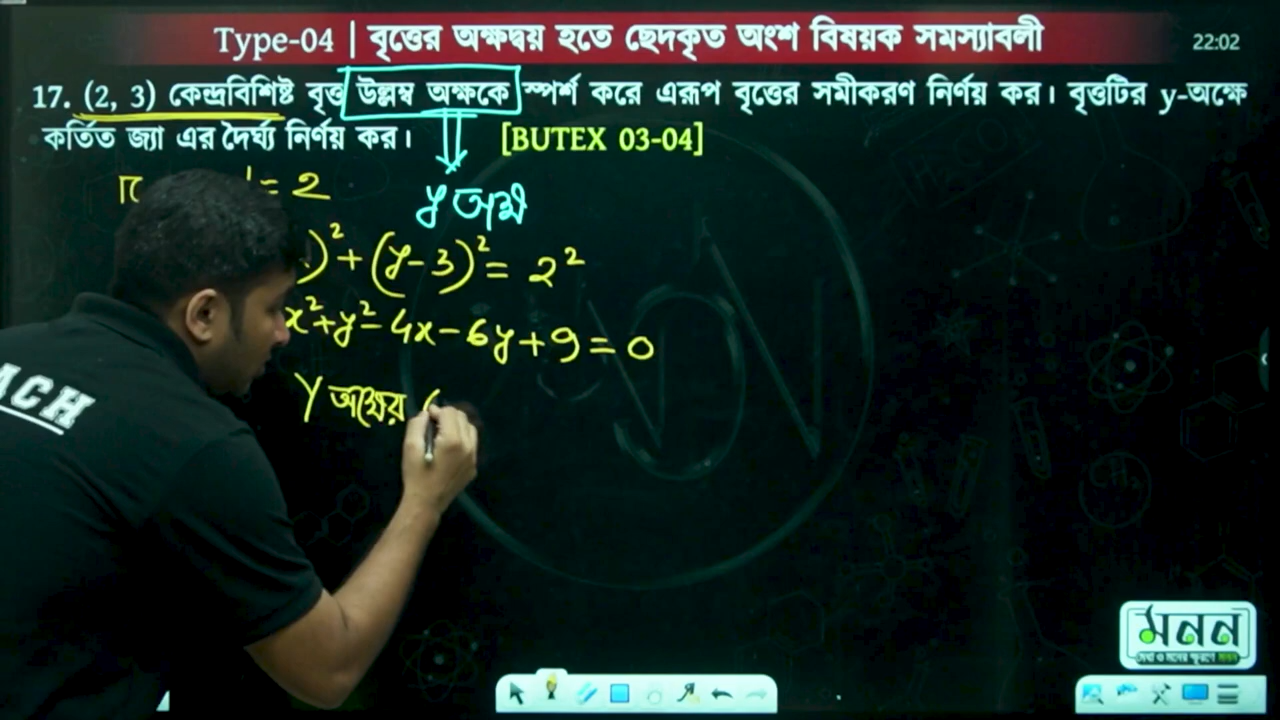 Type-04 | বৃত্তের অক্ষদ্বয় হতে ছেদকৃত অংশ বিষয়ক সমস্যাবলী
22:02
17. (2, 3) কেন্দ্রবিশিষ্ট বৃত্ত উল্লম্ব অক্ষকে স্পর্শ করে এরূপ বৃত্তের সমীকরণ নির্ণয় কর। বৃত্তটির y-অক্ষে
কর্তিত জ্যা এর দৈর্ঘ্য নির্ণয় কর। [BUTEX 03-04]
= 2
y অক্ষ
)² + (y-3)² = 2²
x²+y²-4x-6y+9=0
Y অক্ষের
ACH
CH₃
মনন